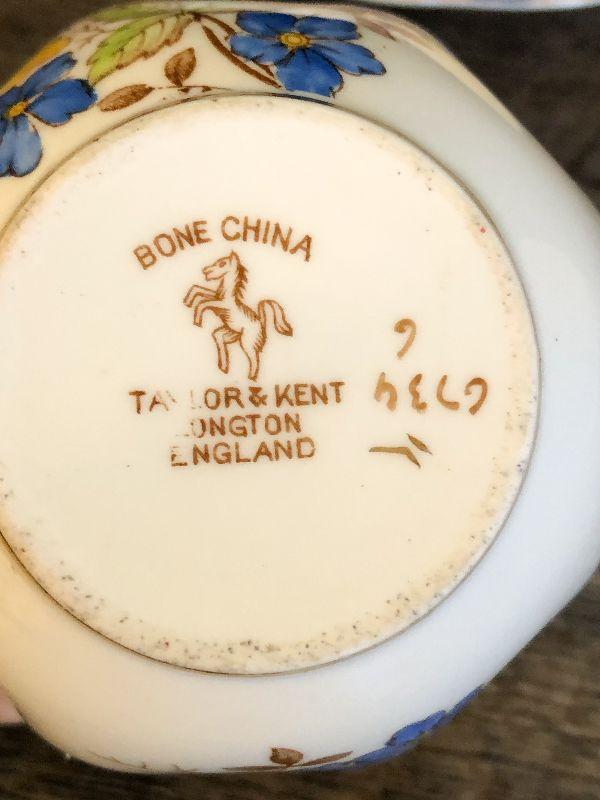 BONE CHINA
TAYLOR & KENT
LONGTON
ENGLAND